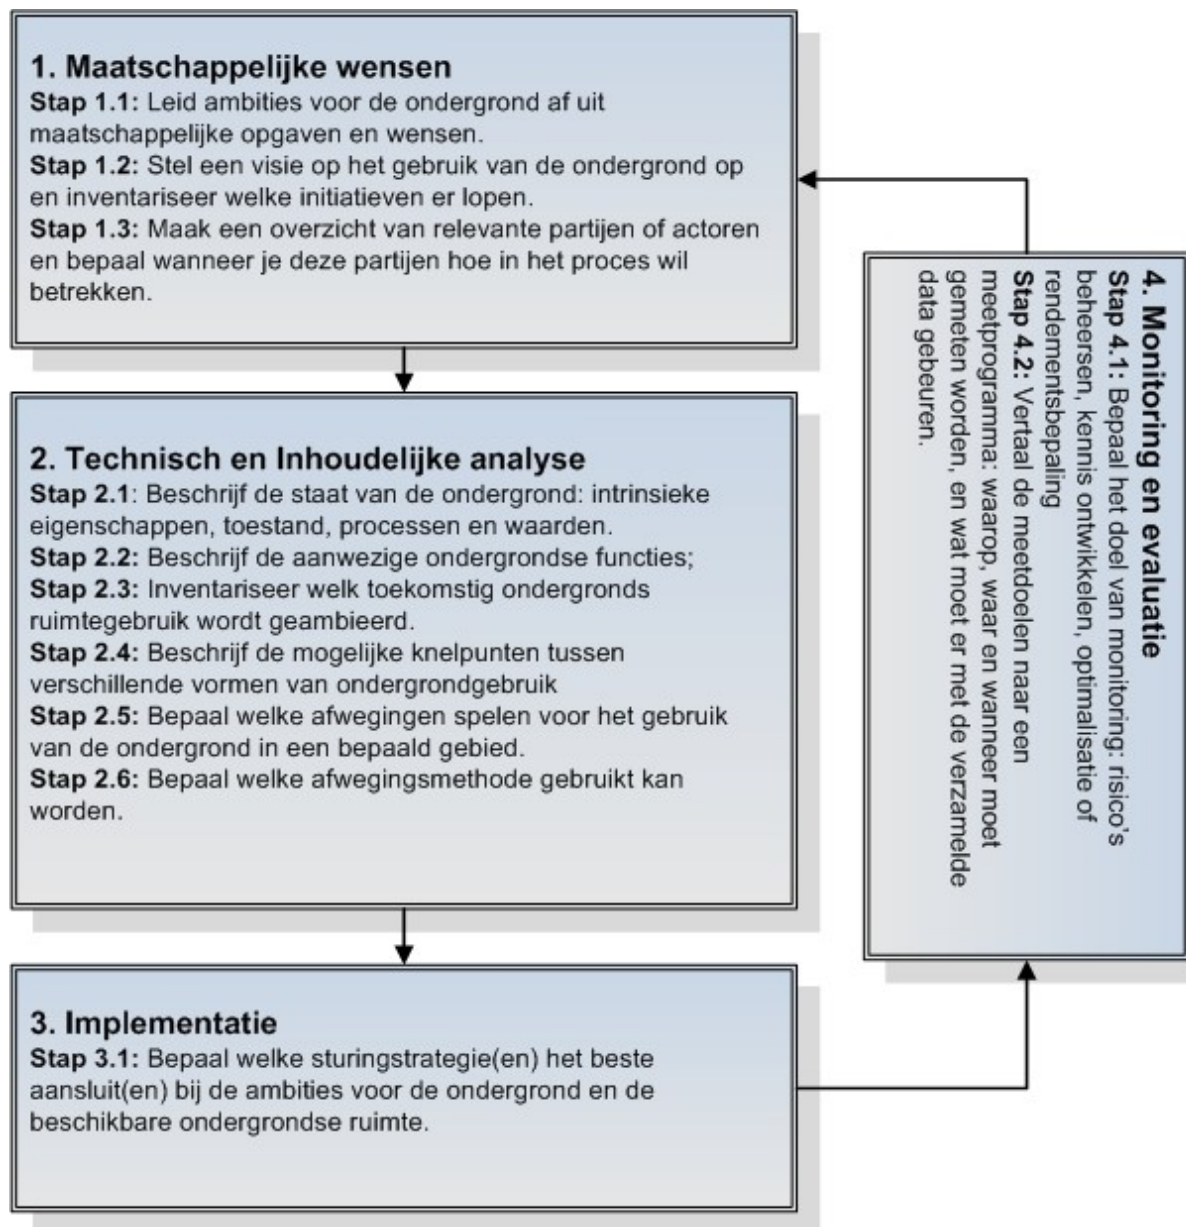 1. Maatschappelijke wensen
Stap 1.1: Leid ambities voor de ondergrond af uit
maatschappelijke opgaven en wensen.
Stap 1.2: Stel een visie op het gebruik van de ondergrond op
en inventariseer welke initiatieven er lopen.
Stap 1.3: Maak een overzicht van relevante partijen of actoren
en bepaal wanneer je deze partijen hoe in het proces wil
betrekken.
2. Technisch en Inhoudelijke analyse
Stap 2.1: Beschrijf de staat van de ondergrond: intrinsieke
eigenschappen, toestand, processen en waarden.
Stap 2.2: Beschrijf de aanwezige ondergrondse functies;
Stap 2.3: Inventariseer welk toekomstig ondergronds
ruimtegebruik wordt geambieerd.
Stap 2.4: Beschrijf de mogelijke knelpunten tussen
verschillende vormen van ondergrondgebruik
Stap 2.5: Bepaal welke afwegingen spelen voor het gebruik
van de ondergrond in een bepaald gebied.
Stap 2.6: Bepaal welke afwegingsmethode gebruikt kan
worden.
3. Implementatie
Stap 3.1: Bepaal welke sturingstrategie(en) het beste
aansluit(en) bij de ambities voor de ondergrond en de
beschikbare ondergrondse ruimte.
4. Monitoring en evaluatie
Stap 4.1: Bepaal het doel van monitoring: risico's
beheersen, kennis ontwikkelen, optimalisatie of
rendementsbepaling
Stap 4.2: Vertaal de meetdoelen naar een
meetprogramma: waarop, waar en wanneer moet
gemeten worden, en wat moet er met de verzamelde
data gebeuren.